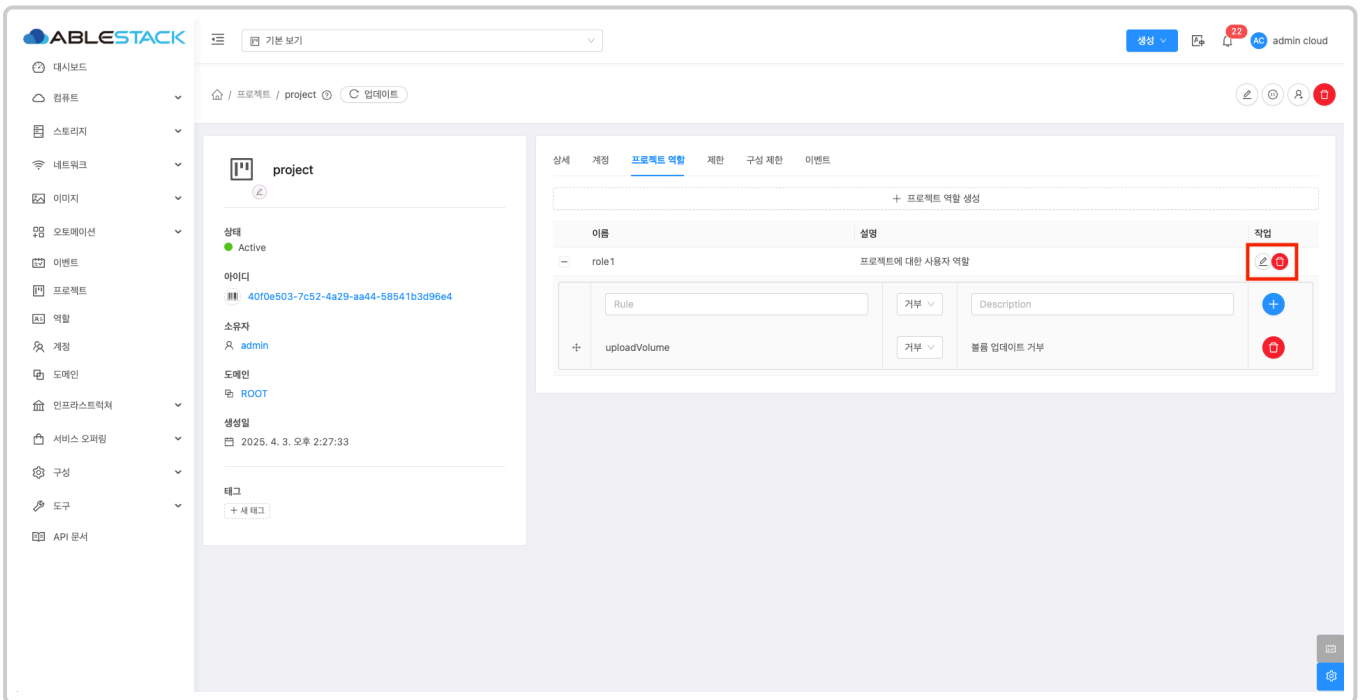 ABLESTACK
기본 보기
생성
22
AC
admin cloud
대시보드
컴퓨트
스토리지
네트워크
이미지
오토메이션
이벤트
프로젝트
역할
계정
도메인
인프라스트럭쳐
서비스 오퍼링
구성
도구
API 문서
/ 프로젝트 / project
업데이트
project
상태
Active
아이디
40f0e503-7c52-4a29-aa44-58541b3d96e4
소유자
admin
도메인
ROOT
생성일
2025. 4. 3. 오후 2:27:33
태그
+ 새 태그
상세 계정 프로젝트 역할 제한 구성 제한 이벤트
+ 프로젝트 역할 생성
이름 설명 작업
role1 프로젝트에 대한 사용자 역할
Rule 거부 Description
uploadVolume 거부 볼륨 업데이트 거부